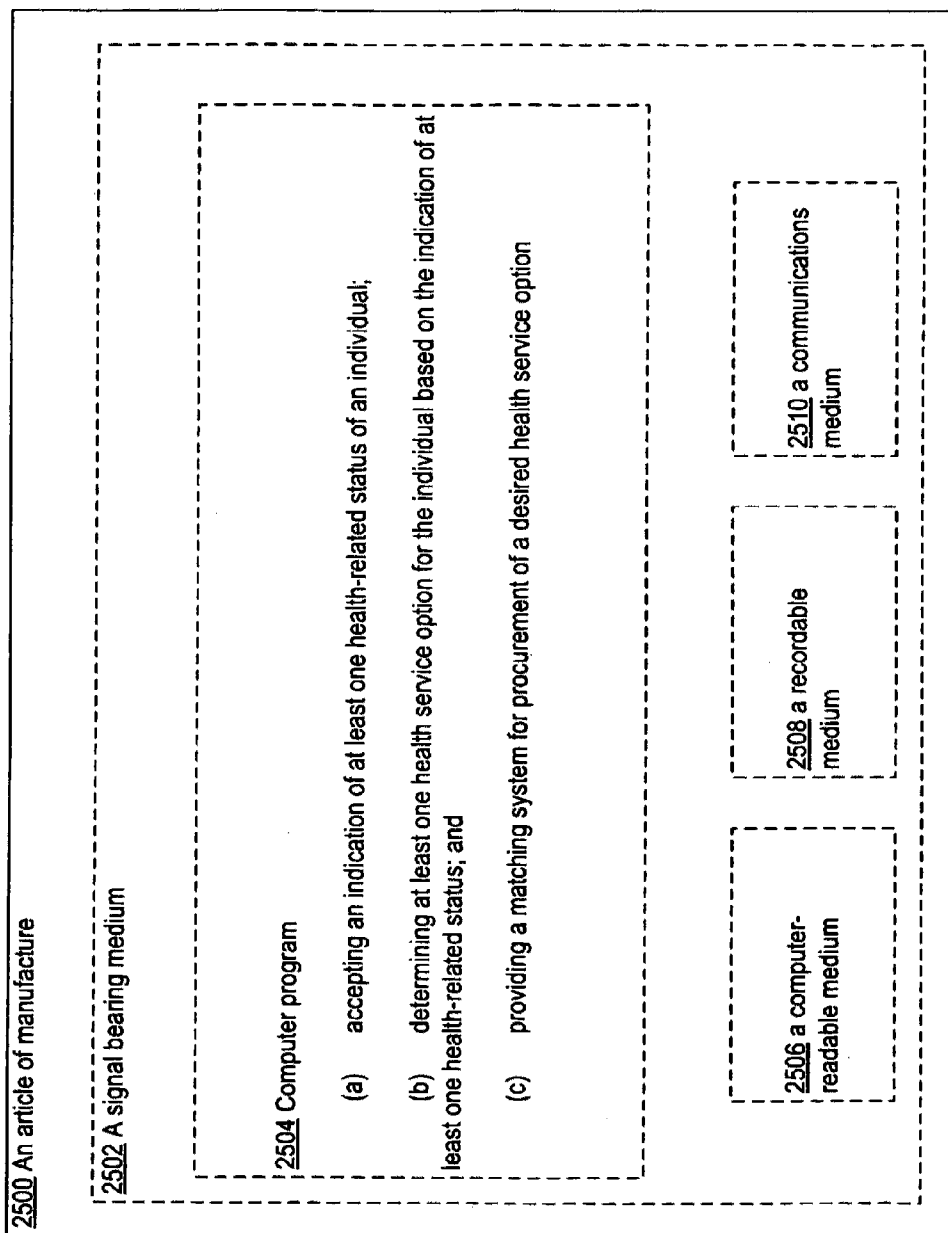 2500 An article of manufacture
2502 A signal bearing medium
2504 Computer program
(a) accepting an indication of at least one health-related status of an individual;
(b) determining at least one health service option for the individual based on the indication of at
least one health-related status; and
(c) providing a matching system for procurement of a desired health service option
2506 a computer-
readable medium
2508 a recordable
medium
2510 a communications
medium